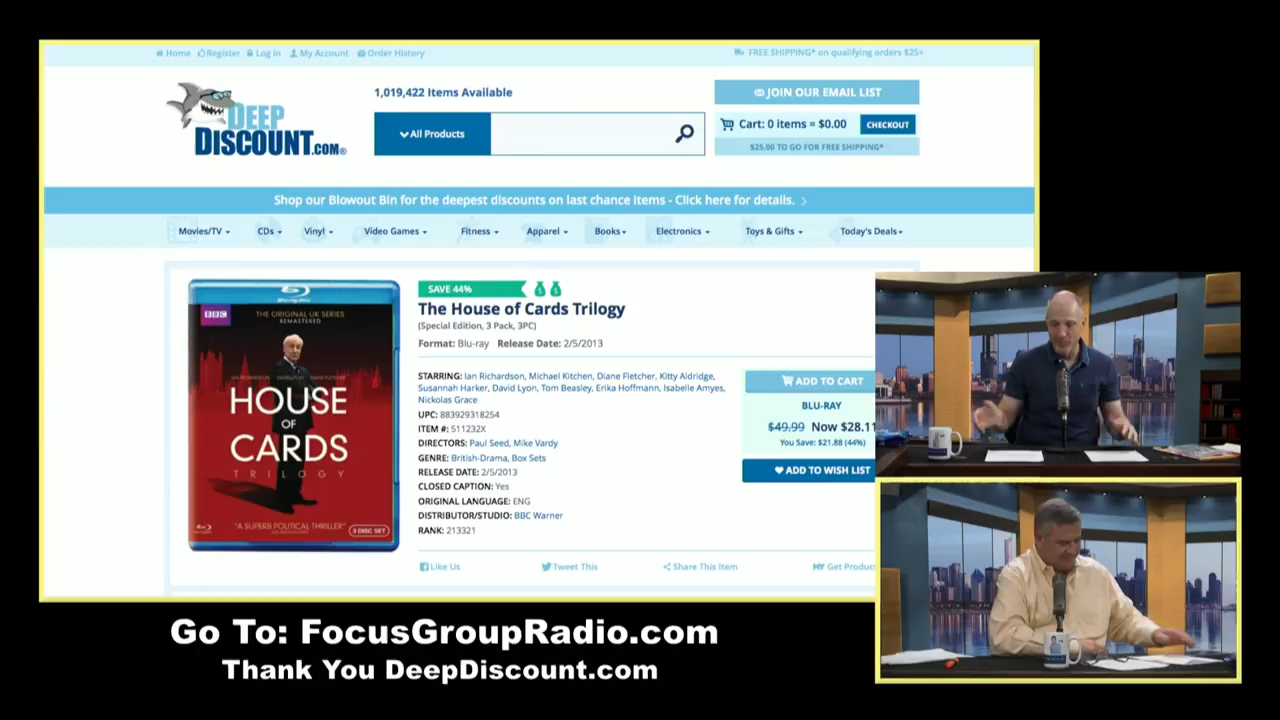 Home Register Log in My Account Order History
FREE SHIPPING* on qualifying orders $25+
DEEP
DISCOUNT.COM®
1,019,422 Items Available
All Products
JOIN OUR EMAIL LIST
Cart: 0 items = $0.00 CHECKOUT
$25.00 TO GO FOR FREE SHIPPING*
Shop our Blowout Bin for the deepest discounts on last chance items - Click here for details.
Movies/TV CDs Vinyl Video Games Fitness Apparel Books Electronics Toys & Gifts Today's Deals
Blu-ray Disc
BBC
THE ORIGINAL UK SERIES
REMASTERED
HOUSE
OF
CARDS
TRILOGY
"A SUPERB POLITICAL THRILLER"
3 DISC SET
SAVE 44%
The House of Cards Trilogy
(Special Edition, 3 Pack, 3PC)
Format: Blu-ray Release Date: 2/5/2013
STARRING: Ian Richardson, Michael Kitchen, Diane Fletcher, Kitty Aldridge,
Susannah Harker, David Lyon, Tom Beasley, Erika Hoffmann, Isabelle Amyes,
Nickolas Grace
UPC: 883929318254
ITEM #: 511232X
DIRECTORS: Paul Seed, Mike Vardy
GENRE: British-Drama, Box Sets
RELEASE DATE: 2/5/2013
CLOSED CAPTION: Yes
ORIGINAL LANGUAGE: ENG
DISTRIBUTOR/STUDIO: BBC Warner
RANK: 213321
ADD TO CART
BLU-RAY
$49.99 Now $28.11
You Save: $21.88 (44%)
ADD TO WISH LIST
Like Us Tweet This Share This Item Get Produc
Go To: FocusGroupRadio.com
Thank You DeepDiscount.com